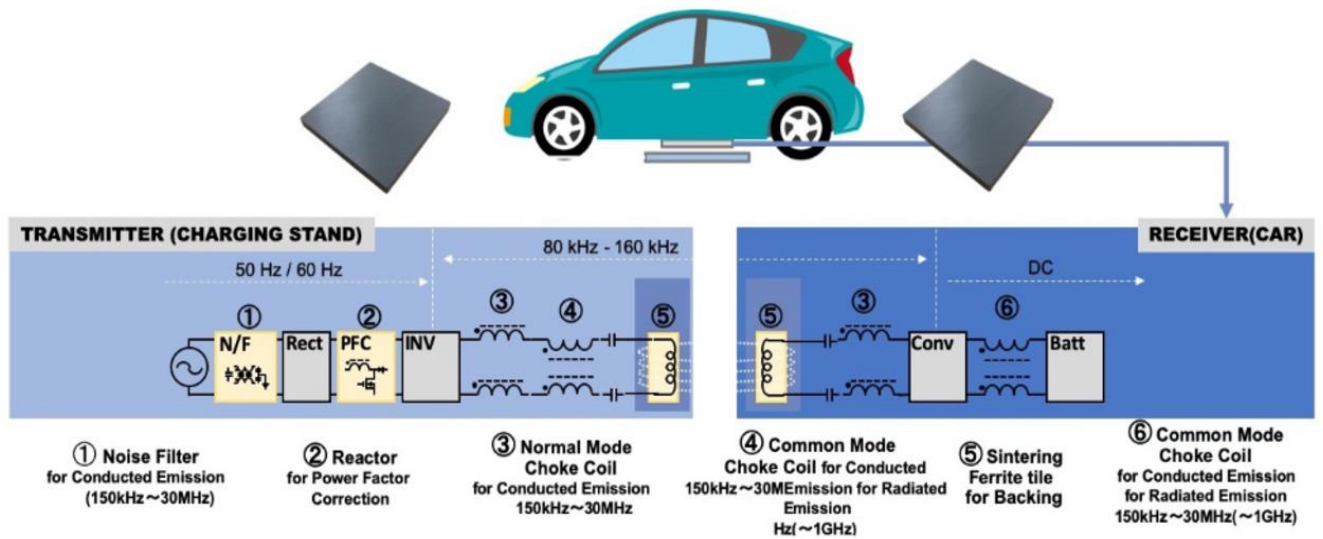 TRANSMITTER (CHARGING STAND)
RECEIVER(CAR)
80 kHz - 160 kHz
50 Hz / 60 Hz
DC
① ② ③ ④ ⑤ ⑤ ③ ⑥
N/F Rect PFC INV Conv Batt
① Noise Filter
for Conducted Emission
(150kHz～30MHz)
② Reactor
for Power Factor
Correction
③ Normal Mode
Choke Coil
for Conducted Emission
150kHz～30MHz
④ Common Mode
Choke Coil for Conducted
150kHz～30MEmission for Radiated
Emission
Hz(～1GHz)
⑤ Sintering
Ferrite tile
for Backing
⑥ Common Mode
Choke Coil
for Conducted Emission
for Radiated Emission
150kHz～30MHz(～1GHz)